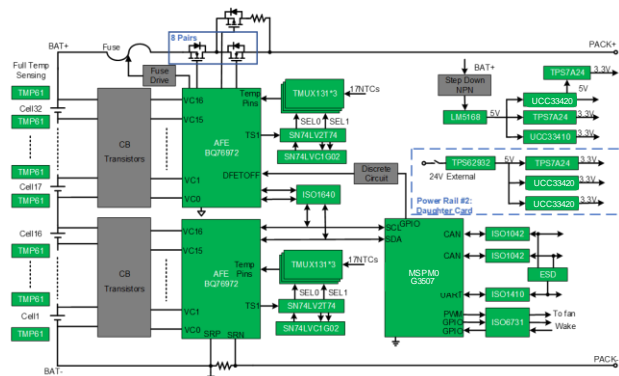 BAT+
Fuse
8 Pairs
PACK+
Full Temp
Sensing
TMP61
Cell32
TMP61
TMP61
Cell17
TMP61
Cell16
TMP61
TMP61
Cell1
TMP61
BAT-
Fuse
Drive
CB
Transistors
VC16
VC15
VC1
VC0
AFE
BQ76972
Temp
Pins
TS1
DFETOFF
TMUX131*3
17NTCs
SEL0
SEL1
SN74LV2T74
SN74LVC1G02
Discrete
Circuit
ISO1640
CB
Transistors
VC16
VC15
VC1
VC0
AFE
BQ76972
Temp
Pins
TS1
SRP
SRN
TMUX131*3
17NTCs
SEL0
SEL1
SN74LV2T74
SN74LVC1G02
BAT+
Step Down
NPN
LM5168
5V
TPS7A24
3.3V
5V
UCC33420
TPS7A24
3.3V
UCC33410
3.3V
24V External
TPS62932
5V
TPS7A24
3.3V
UCC33420
3.3V
UCC33420
3.3V
Power Rail #2:
Daughter Card
GPIO
SCL
SDA
MSPM0
G3507
CAN
CAN
UART
PWM
GPIO
GPIO
ISO1042
ISO1042
ESD
ISO1410
ISO6731
To fan
Wake
PACK-